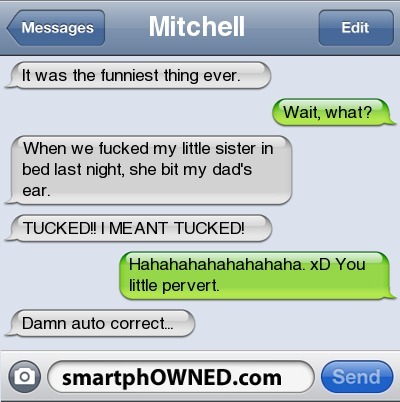 Messages
Mitchell
Edit
It was the funniest thing ever.
Wait, what?
When we fucked my little sister in
bed last night, she bit my dad's
ear.
TUCKED!! I MEANT TUCKED!
Hahahahahahahahaha. xD You
little pervert.
Damn auto correct...
smartphOWNED.com
Send